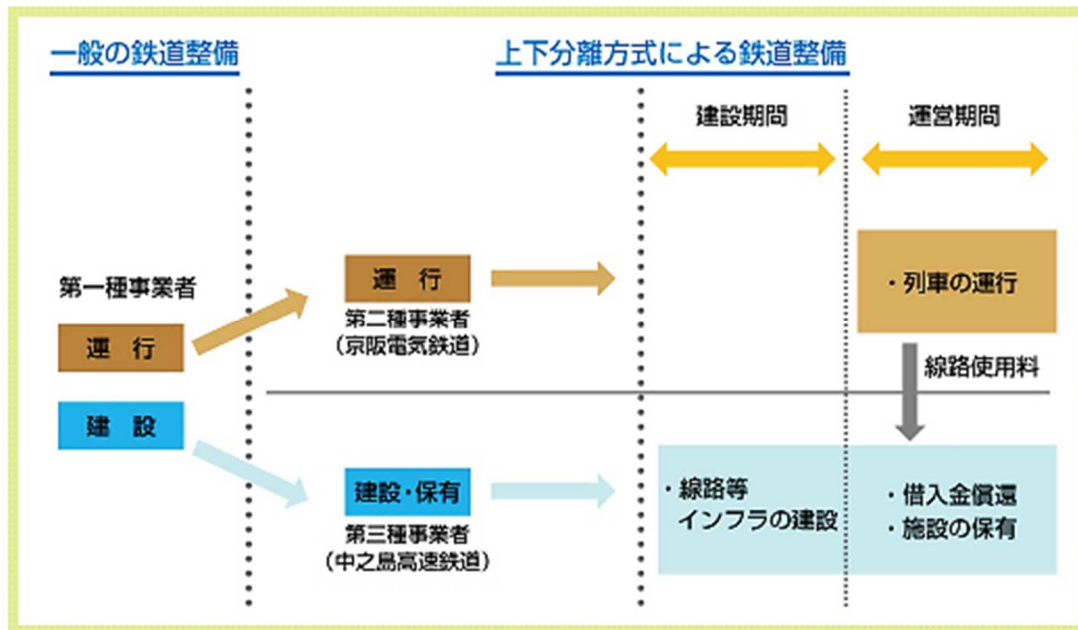 一般の鉄道整備
上下分離方式による鉄道整備
建設期間
運営期間
第一種事業者
運 行
建 設
運 行
第二種事業者
（京阪電気鉄道）
・列車の運行
線路使用料
建設・保有
第三種事業者
（中之島高速鉄道）
・線路等
インフラの建設
・借入金償還
・施設の保有